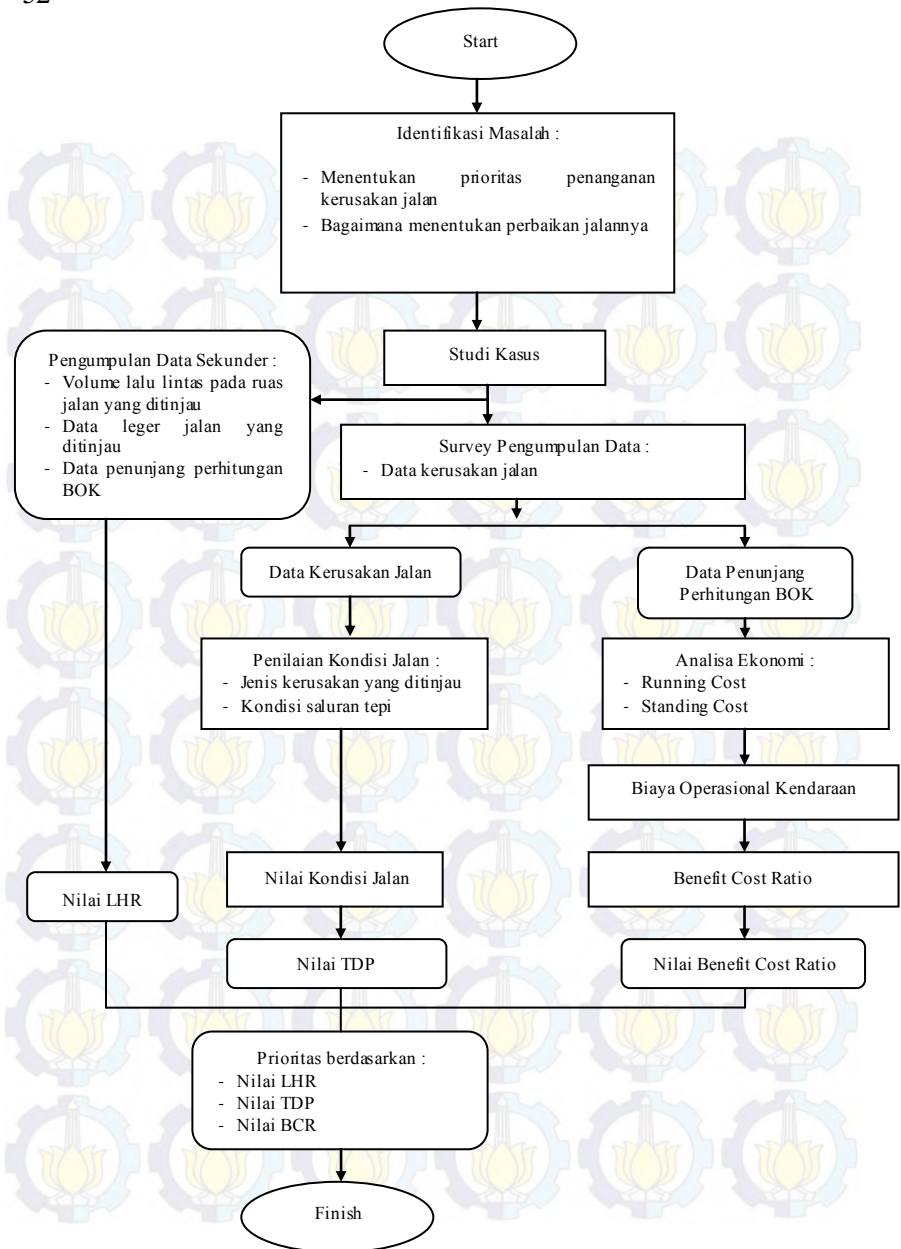 Start
Identifikasi Masalah :
- Menentukan prioritas penanganan
kerusakan jalan
- Bagaimana menentukan perbaikan jalannya
Studi Kasus
Pengumpulan Data Sekunder :
- Volume lalu lintas pada ruas
jalan yang ditinjau
- Data leger jalan yang
ditinjau
- Data penunjang perhitungan
BOK
Survey Pengumpulan Data :
- Data kerusakan jalan
Data Kerusakan Jalan
Data Penunjang
Perhitungan BOK
Penilaian Kondisi Jalan :
- Jenis kerusakan yang ditinjau
- Kondisi saluran tepi
Analisa Ekonomi :
- Running Cost
- Standing Cost
Biaya Operasional Kendaraan
Nilai LHR
Nilai Kondisi Jalan
Benefit Cost Ratio
Nilai TDP
Nilai Benefit Cost Ratio
Prioritas berdasarkan :
- Nilai LHR
- Nilai TDP
- Nilai BCR
Finish